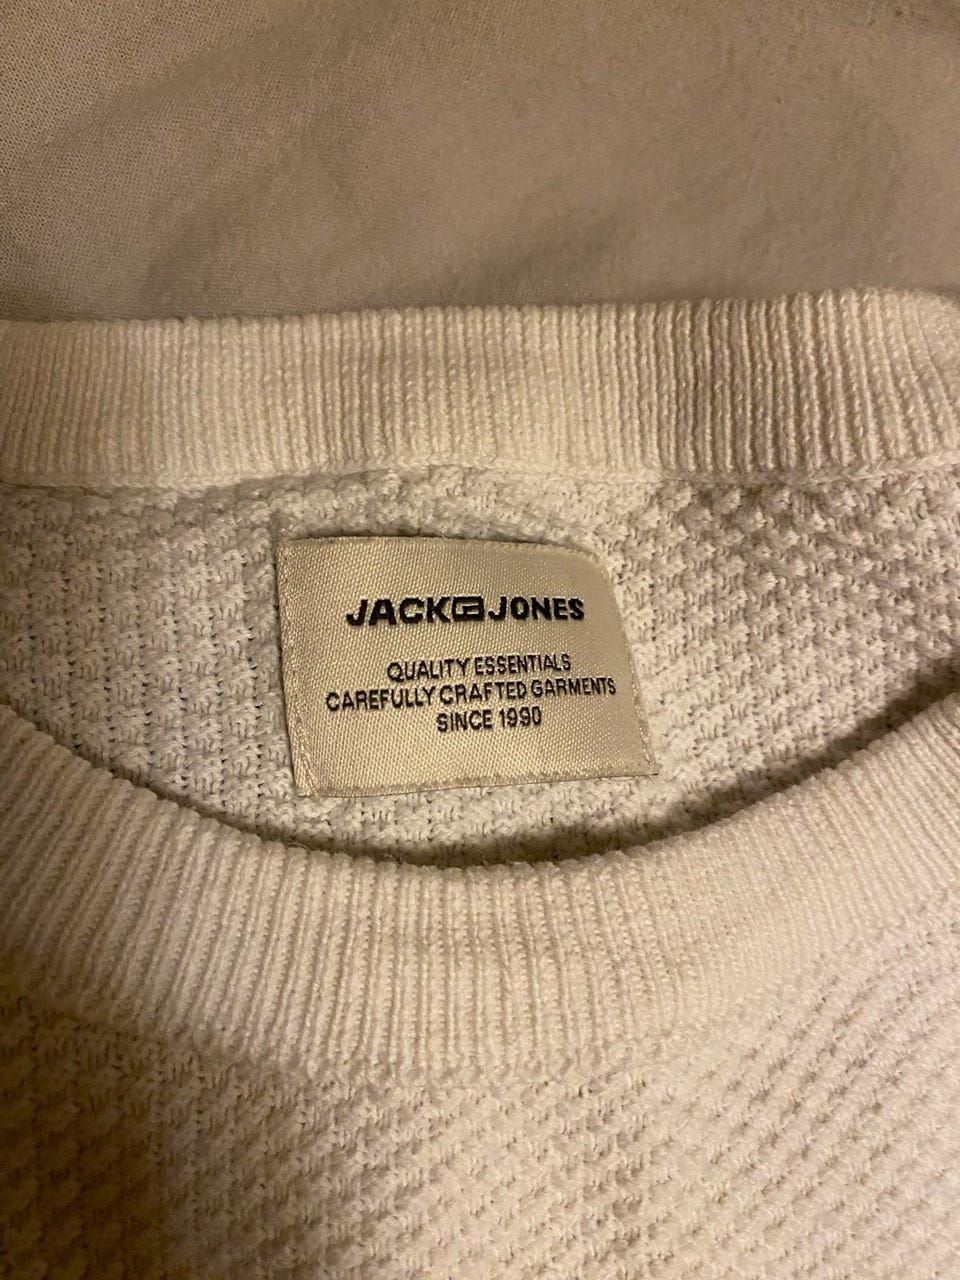 JACK&JONES
QUALITY ESSENTIALS
CAREFULLY CRAFTED GARMENTS
SINCE 1990